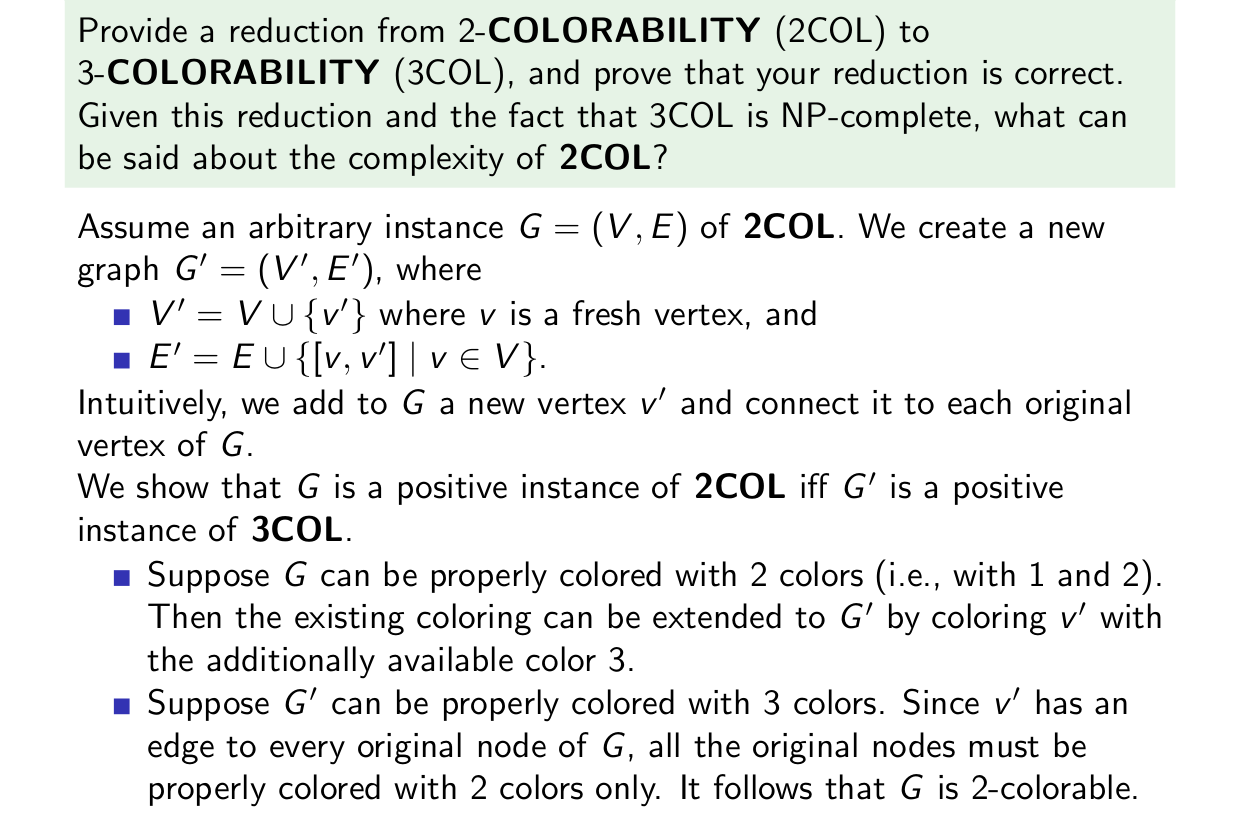 Provide a reduction from 2-COLORABILITY (2COL) to
3-COLORABILITY (3COL), and prove that your reduction is correct.
Given this reduction and the fact that 3COL is NP-complete, what can
be said about the complexity of 2COL?
Assume an arbitrary instance G = (V, E) of 2COL. We create a new
graph G′ = (V′, E′), where
■ V′ = V ∪ {v′} where v is a fresh vertex, and
■ E′ = E ∪ {[v, v′] | v ∈ V}.
Intuitively, we add to G a new vertex v′ and connect it to each original
vertex of G.
We show that G is a positive instance of 2COL iff G′ is a positive
instance of 3COL.
■ Suppose G can be properly colored with 2 colors (i.e., with 1 and 2).
Then the existing coloring can be extended to G′ by coloring v′ with
the additionally available color 3.
■ Suppose G′ can be properly colored with 3 colors. Since v′ has an
edge to every original node of G, all the original nodes must be
properly colored with 2 colors only. It follows that G is 2-colorable.